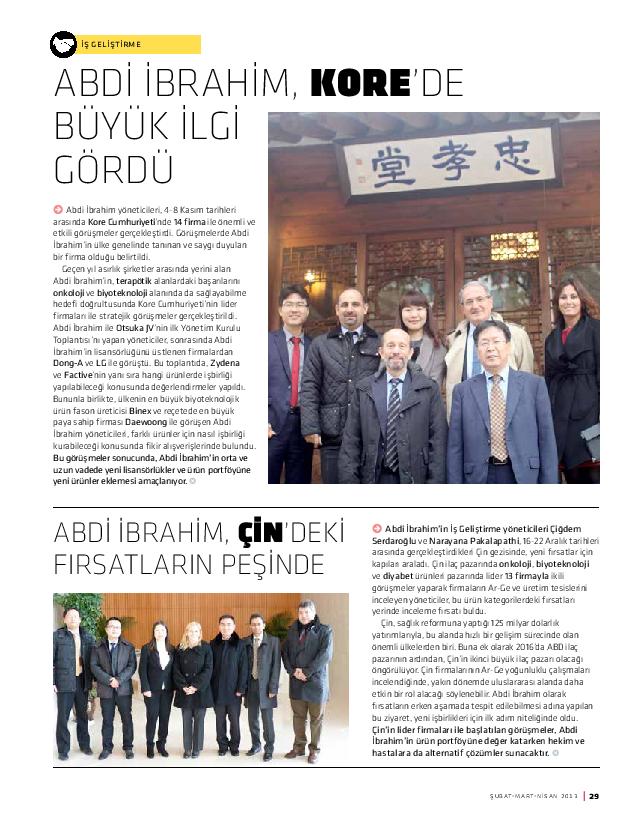 İŞ GELİŞTİRME
ABDİ İBRAHİM, KORE'DE
BÜYÜK İLGİ
GÖRDÜ
忠孝堂
Abdi İbrahim yöneticileri, 4-8 Kasım tarihleri
arasında Kore Cumhuriyeti'nde 14 firma ile önemli ve
etkili görüşmeler gerçekleştirdi. Görüşmelerde Abdi
İbrahim'in ülke genelinde tanınan ve saygı duyulan
bir firma olduğu belirtildi.
Geçen yıl asırlık şirketler arasında yerini alan
Abdi İbrahim'in, terapötik alanlardaki başarılarını
onkoloji ve biyoteknoloji alanında da sağlayabilme
hedefi doğrultusunda Kore Cumhuriyeti'nin lider
firmaları ile stratejik görüşmeler gerçekleştirildi.
Abdi İbrahim ile Otsuka JV'nin ilk Yönetim Kurulu
Toplantısı'nı yapan yöneticiler, sonrasında Abdi
İbrahim'in lisansörlüğünü üstlenen firmalardan
Dong-A ve LG ile görüştü. Bu toplantıda, Zydena
ve Factive'nin yanı sıra hangi ürünlerde işbirliği
yapılabileceği konusunda değerlendirmeler yapıldı.
Bununla birlikte, ülkenin en büyük biyoteknolojik
ürün fason üreticisi Binex ve reçetede en büyük
paya sahip firması Daewoong ile görüşen Abdi
İbrahim yöneticileri, farklı ürünler için nasıl işbirliği
kurabileceği konusunda fikir alışverişlerinde bulundu.
Bu görüşmeler sonucunda, Abdi İbrahim'in orta ve
uzun vadede yeni lisansörlükler ve ürün portföyüne
yeni ürünler eklemesi amaçlanıyor.
ABDİ İBRAHİM, ÇİN'DEKİ
FIRSATLARIN PEŞİNDE
Abdi İbrahim'in İş Geliştirme yöneticileri Çiğdem
Serdaroğlu ve Narayana Pakalapathi, 16-22 Aralık tarihleri
arasında gerçekleştirdikleri Çin gezisinde, yeni fırsatlar için
kapıları araladı. Çin ilaç pazarında onkoloji, biyoteknoloji
ve diyabet ürünleri pazarında lider 13 firmayla ikili
görüşmeler yaparak firmaların Ar-Ge ve üretim tesislerini
inceleyen yöneticiler, bu ürün kategorilerdeki fırsatları
yerinde inceleme fırsatı buldu.
Çin, sağlık reformuna yaptığı 125 milyar dolarlık
yatırımlarıyla, bu alanda hızlı bir gelişim sürecinde olan
önemli ülkelerden biri. Buna ek olarak 2016'da ABD ilaç
pazarının ardından, Çin'in ikinci büyük ilaç pazarı olacağı
öngörülüyor. Çin firmalarının Ar-Ge yoğunluklu çalışmaları
incelendiğinde, yakın dönemde uluslararası alanda daha
etkin bir rol alacağı söylenebilir. Abdi İbrahim olarak
fırsatların erken aşamada tespit edilebilmesi adına yapılan
bu ziyaret, yeni işbirlikleri için ilk adım niteliğinde oldu.
Çin'in lider firmaları ile başlatılan görüşmeler, Abdi
İbrahim'in ürün portföyüne değer katarken hekim ve
hastalara da alternatif çözümler sunacaktır.
ŞUBAT-MART-NİSAN 2013 | 29